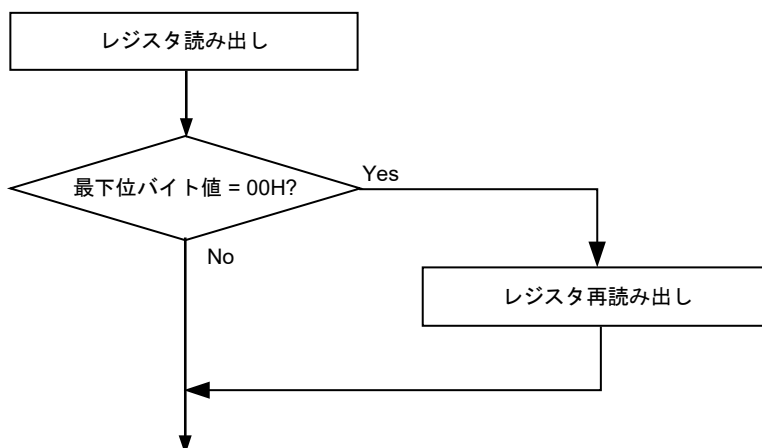 レジスタ読み出し
最下位バイト値 = 00H?
Yes
No
レジスタ再読み出し